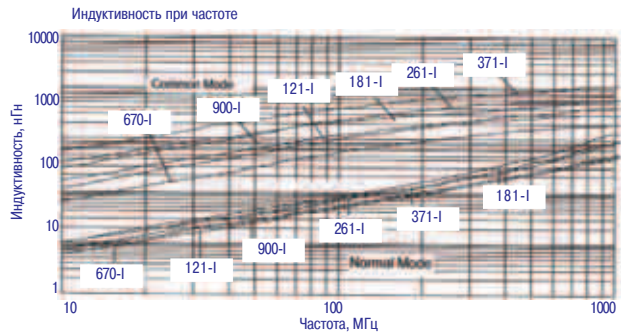 Индуктивность при частоте
Индуктивность, нГн
10000
1000
100
10
1
Common Mode
371-I
261-I
181-I
121-I
900-I
670-I
181-I
371-I
261-I
900-I
121-I
670-I
Normal Mode
10
100
1000
Частота, МГц